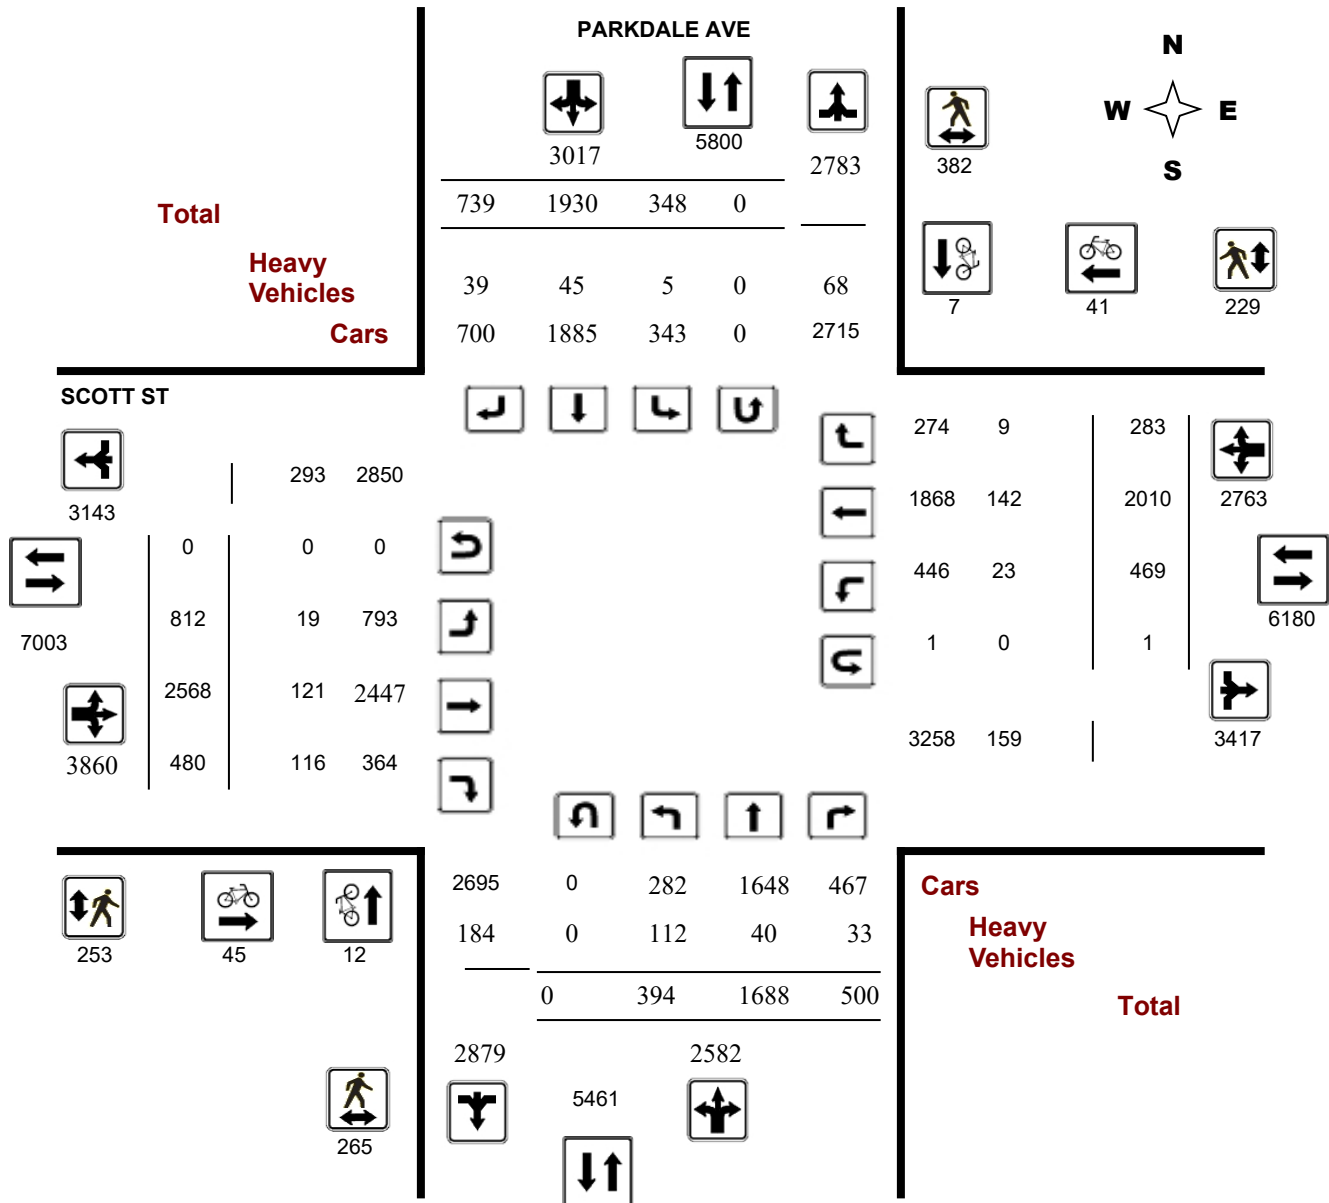 PARKDALE AVE
N
W E
S
3017 5800 2783 382
739 1930 348 0
Total
Heavy
Vehicles
39 45 5 0 68
Cars
700 1885 343 0 2715
7 41 229
SCOTT ST
274 9 283
293 2850
3143
1868 142 2010 2763
0 0 0
446 23 469
812 19 793
6180
7003
1 0 1
2568 121 2447
3258 159 3417
3860 480 116 364
2695 0 282 1648 467
Cars
184 0 112 40 33
Heavy
Vehicles
253 45 12
0 394 1688 500
Total
2879 2582
5461
265